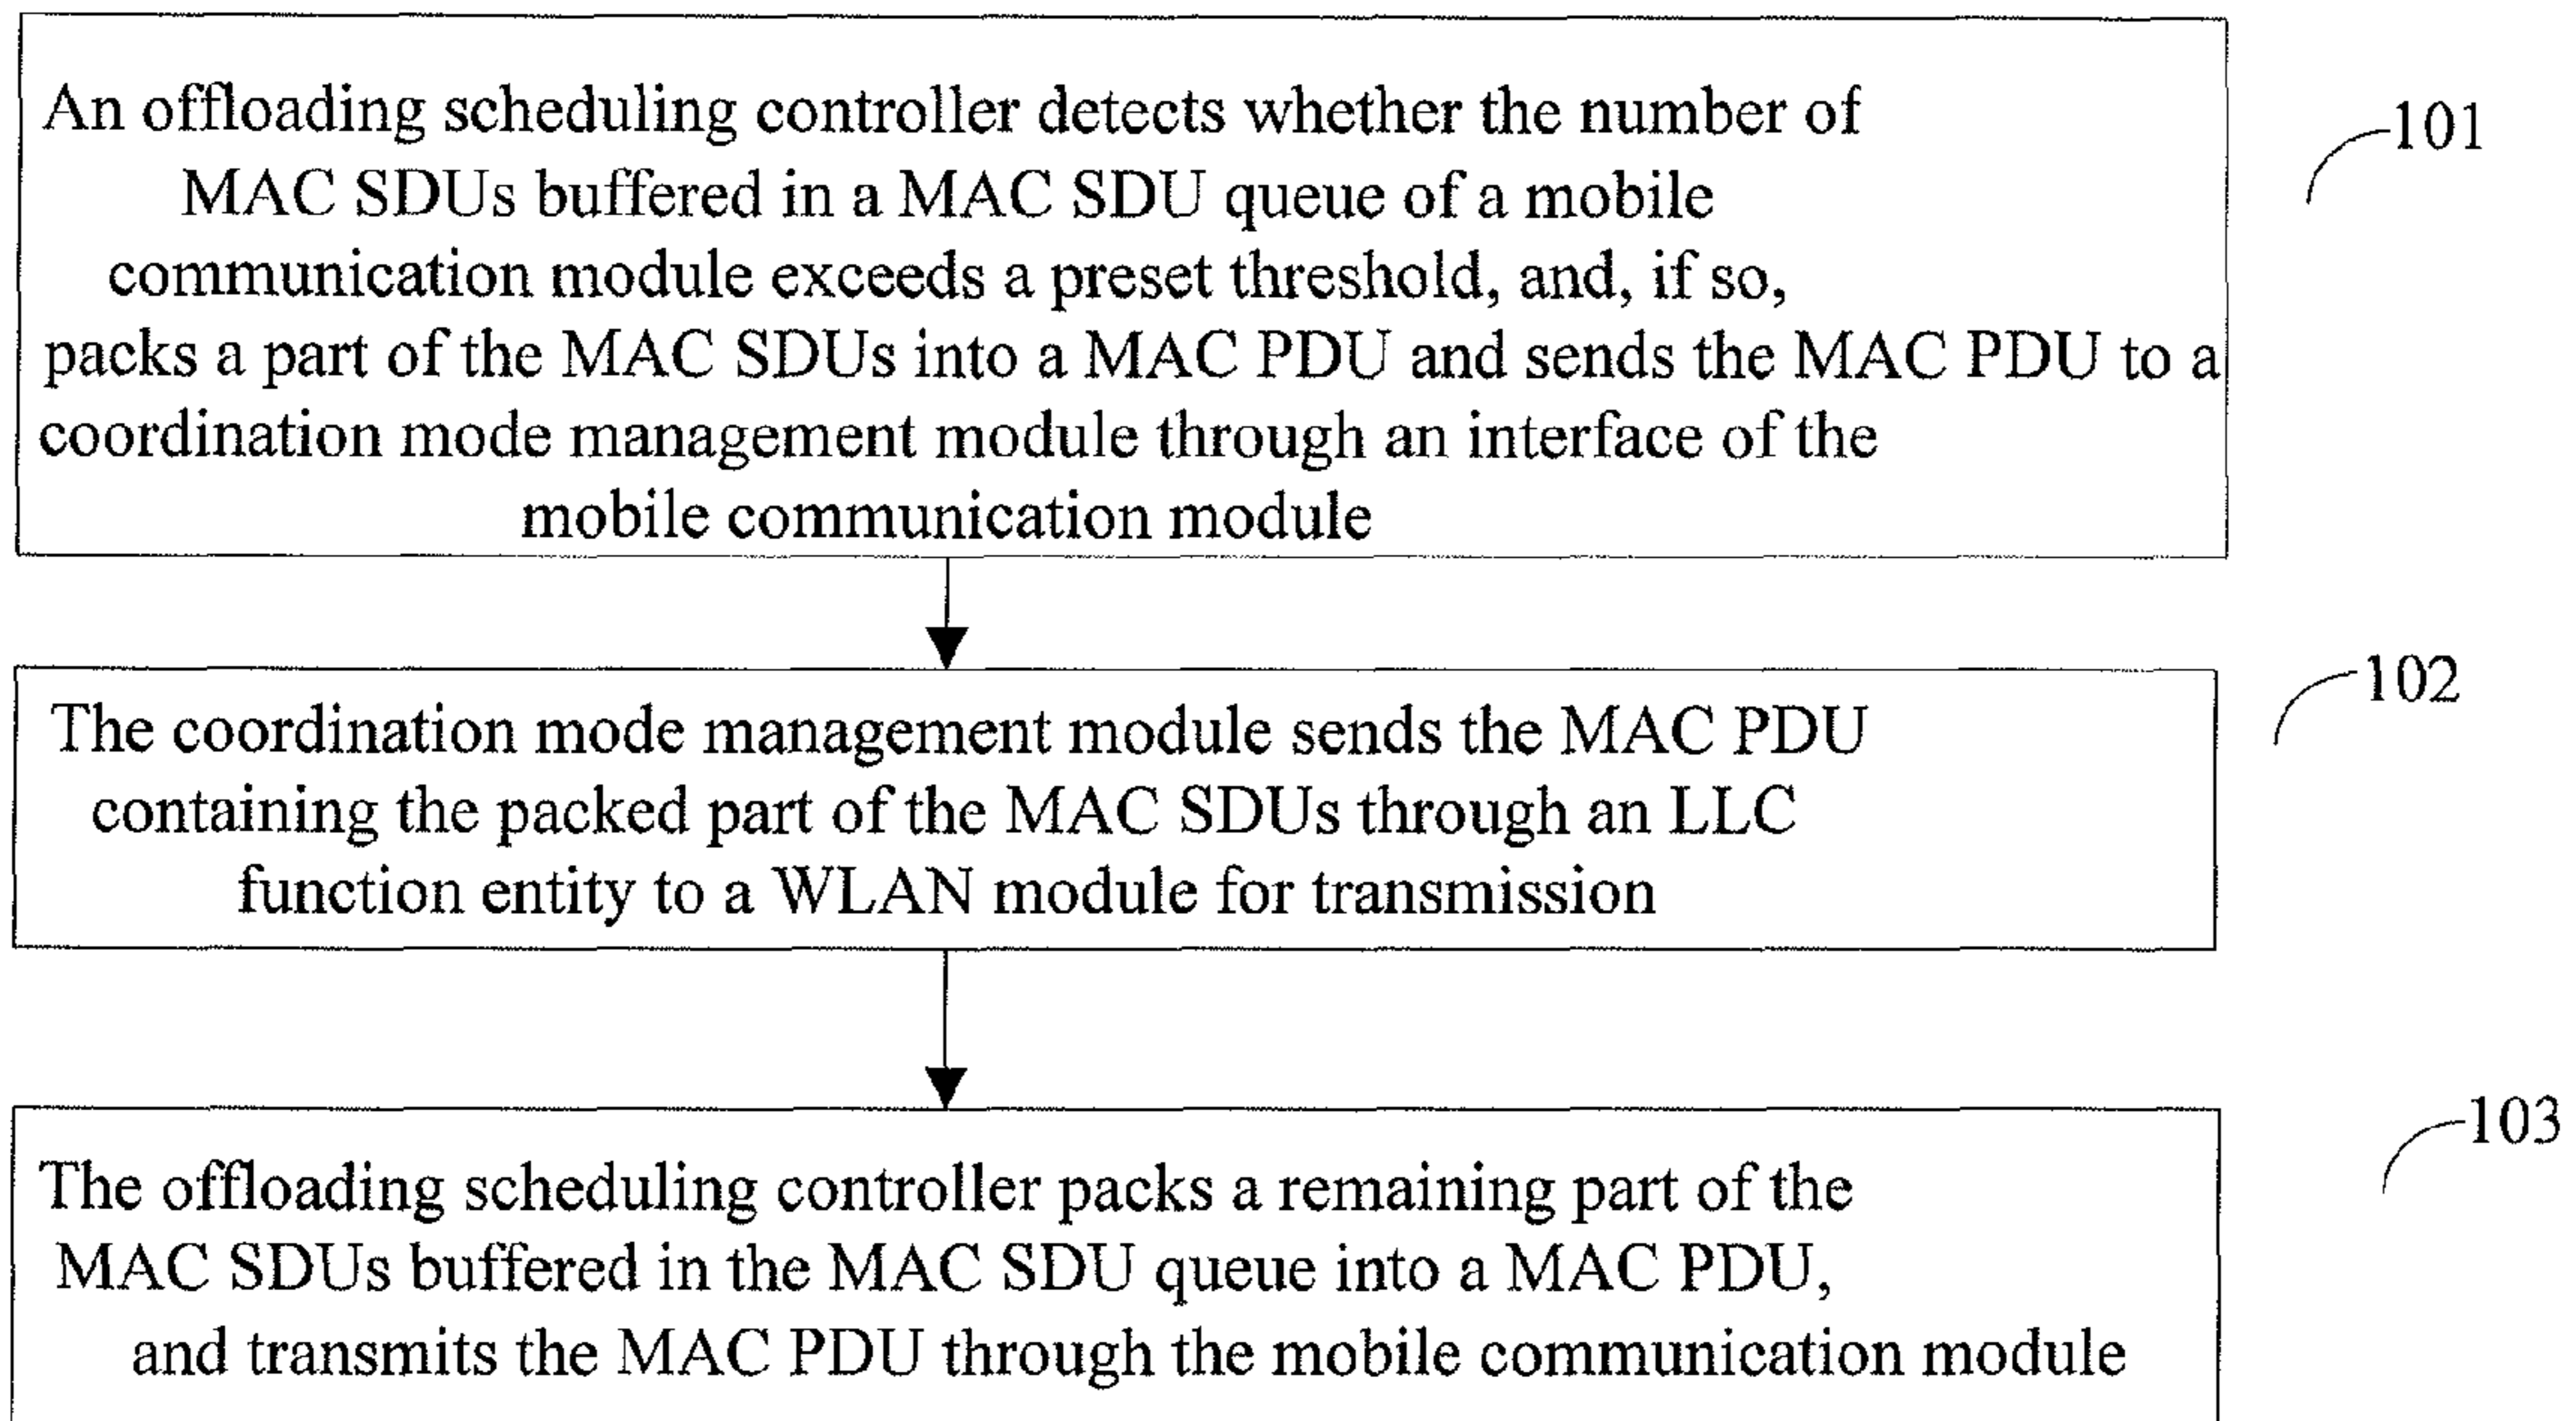 An offloading scheduling controller detects whether the number of
MAC SDUs buffered in a MAC SDU queue of a mobile
communication module exceeds a preset threshold, and, if so,
packs a part of the MAC SDUs into a MAC PDU and sends the MAC PDU to a
coordination mode management module through an interface of the
mobile communication module
101
The coordination mode management module sends the MAC PDU
containing the packed part of the MAC SDUs through an LLC
function entity to a WLAN module for transmission
102
The offloading scheduling controller packs a remaining part of the
MAC SDUs buffered in the MAC SDU queue into a MAC PDU,
and transmits the MAC PDU through the mobile communication module
103